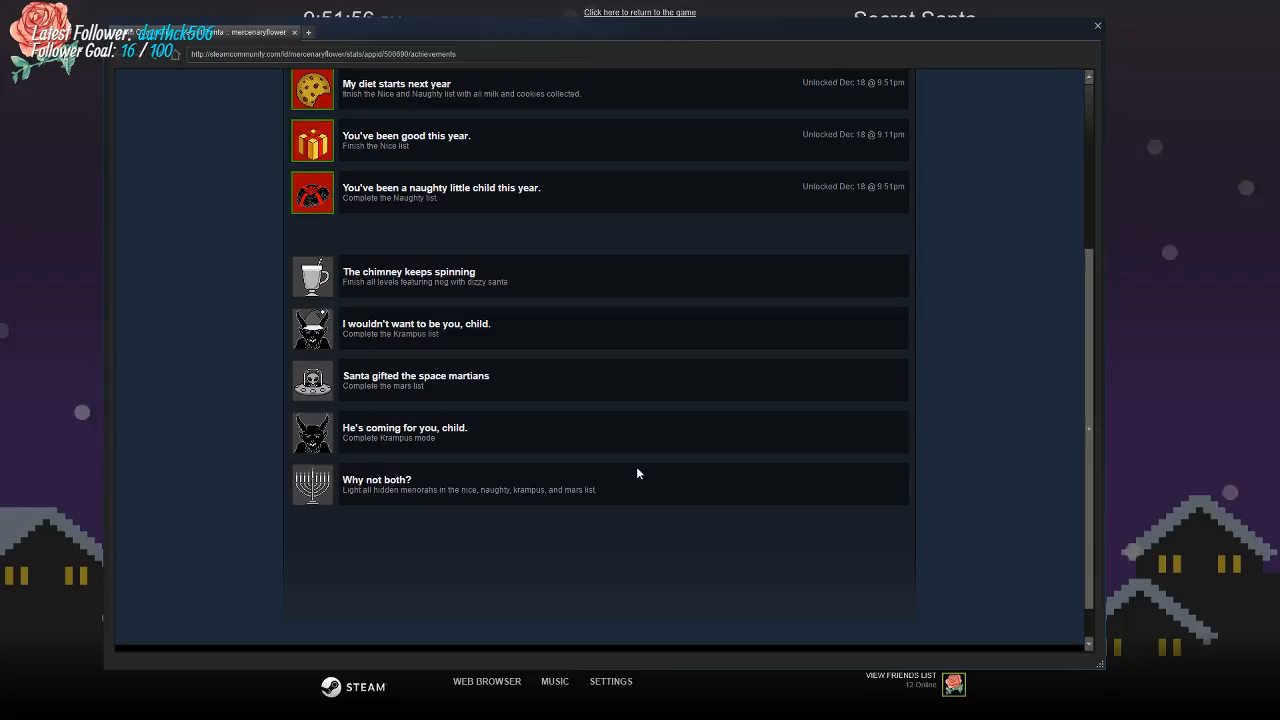 9:51:56
Click here to return to the game
Secret Santa
Latest Follower: darthck506
Follower Goal: 16 / 100
:: mercenaryflower
http://steamcommunity.com/id/mercenaryflower/stats/appid/500690/achievements
My diet starts next year
finish the Nice and Naughty list with all milk and cookies collected.
Unlocked Dec 18 @ 9:51pm
You've been good this year.
Finish the Nice list
Unlocked Dec 18 @ 9:11pm
You've been a naughty little child this year.
Complete the Naughty list.
Unlocked Dec 18 @ 9:51pm
The chimney keeps spinning
Finish all levels featuring nog with dizzy santa
I wouldn't want to be you, child.
Complete the Krampus list
Santa gifted the space martians
Complete the mars list
He's coming for you, child.
Complete Krampus mode
Why not both?
Light all hidden menorahs in the nice, naughty, krampus, and mars list.
STEAM
WEB BROWSER
MUSIC
SETTINGS
VIEW FRIENDS LIST
12 Online